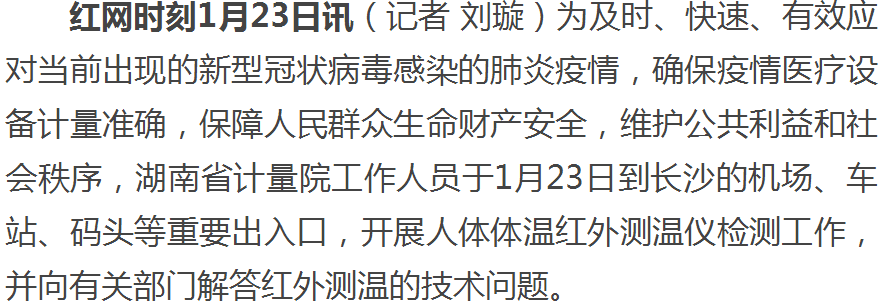 红网时刻1月23日讯（记者 刘璇）为及时、快速、有效应
对当前出现的新型冠状病毒感染的肺炎疫情，确保疫情医疗设
备计量准确，保障人民群众生命财产安全，维护公共利益和社
会秩序，湖南省计量院工作人员于1月23日到长沙的机场、车
站、码头等重要出入口，开展人体体温红外测温仪检测工作，
并向有关部门解答红外测温的技术问题。